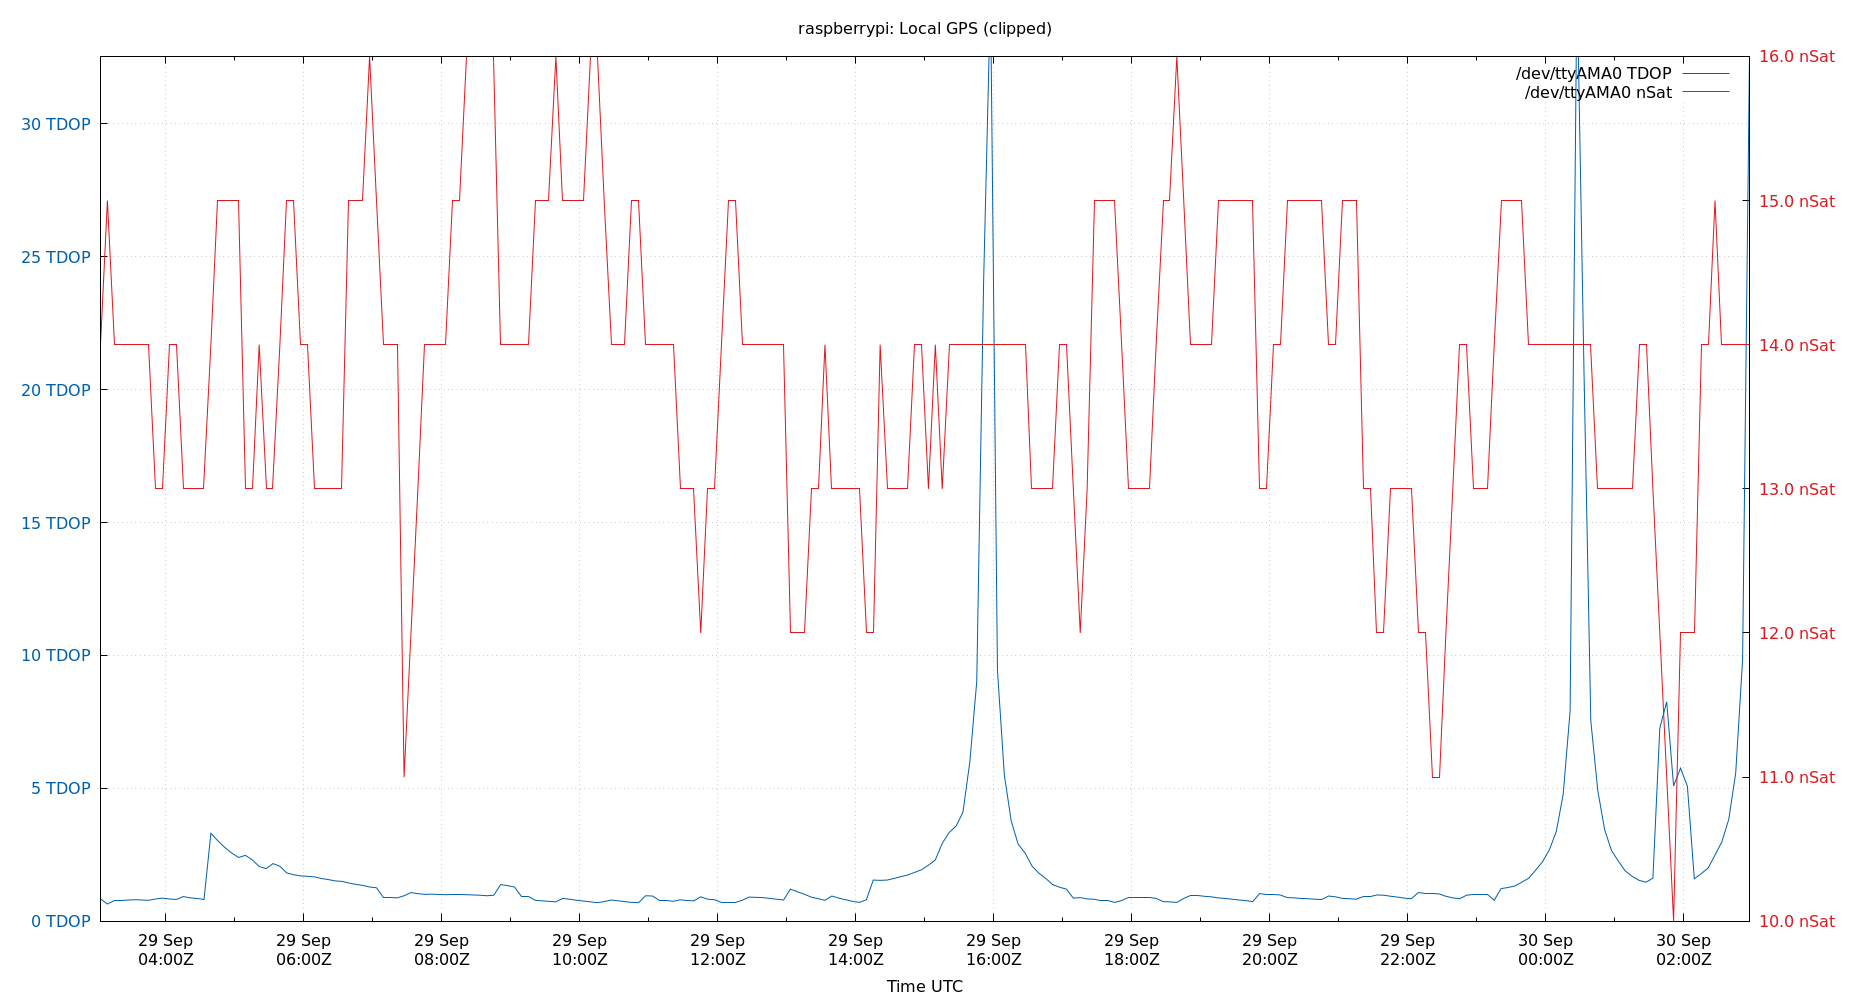 raspberrypi: Local GPS (clipped)
/dev/ttyAMA0 TDOP
/dev/ttyAMA0 nSat
30 TDOP
25 TDOP
20 TDOP
15 TDOP
10 TDOP
5 TDOP
0 TDOP
16.0 nSat
15.0 nSat
14.0 nSat
13.0 nSat
12.0 nSat
11.0 nSat
10.0 nSat
29 Sep 04:00Z
29 Sep 06:00Z
29 Sep 08:00Z
29 Sep 10:00Z
29 Sep 12:00Z
29 Sep 14:00Z
29 Sep 16:00Z
29 Sep 18:00Z
29 Sep 20:00Z
29 Sep 22:00Z
30 Sep 00:00Z
30 Sep 02:00Z
Time UTC